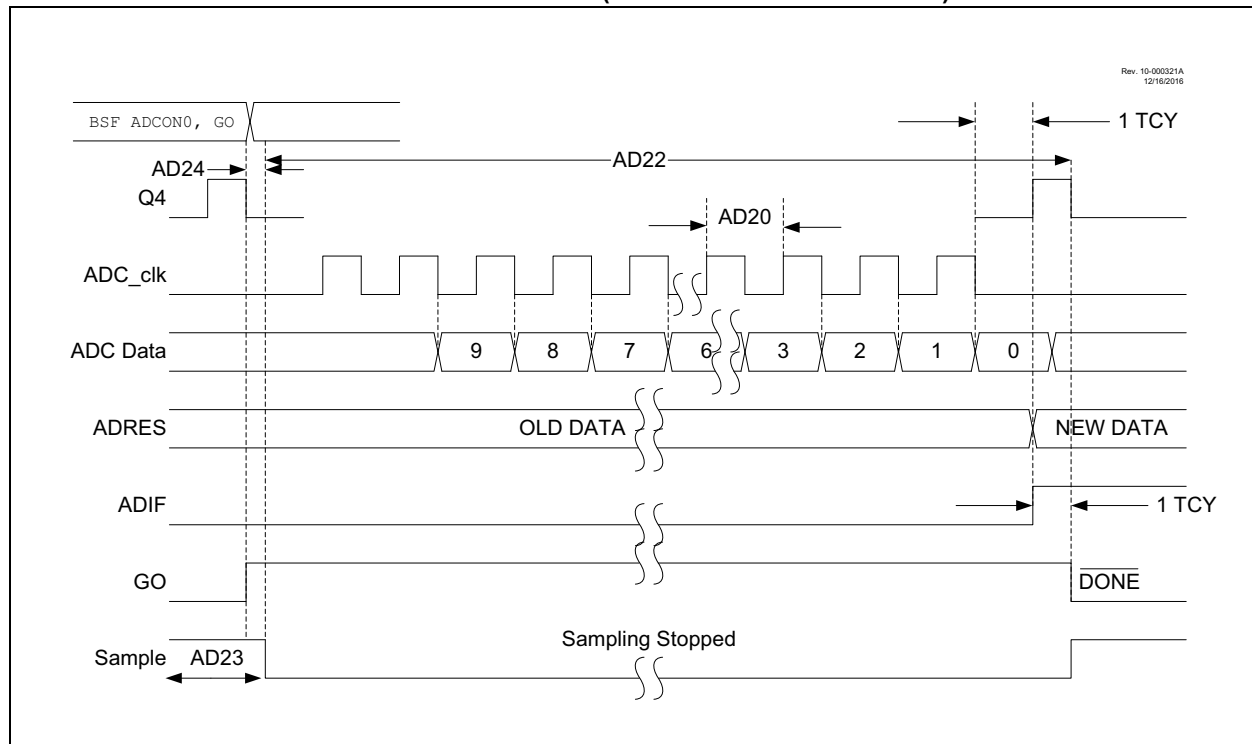 Rev. 10-000321A
12/16/2016
BSF ADCON0, GO
1 TCY
AD24
AD22
Q4
AD20
ADC_clk
ADC Data
9 8 7 6 3 2 1 0
ADRES
OLD DATA
NEW DATA
ADIF
1 TCY
GO
DONE
Sampling Stopped
Sample
AD23